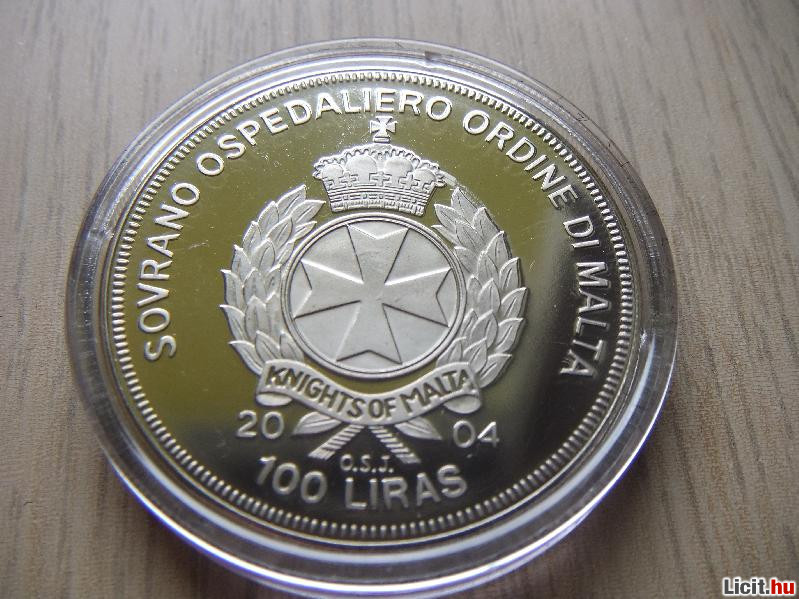 SOVRANO OSPEDALIERO ORDINE DI MALTA
KNIGHTS OF MALTA
20 04
O.S.J.
100 LIRAS
Licit.hu